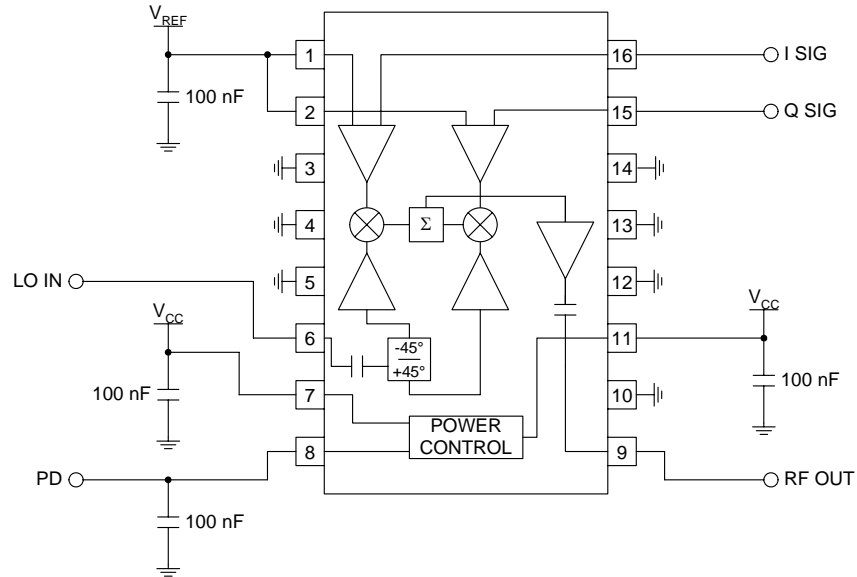 VREF
100 nF
1
16
I SIG
2
15
Q SIG
3
14
4
Σ
13
LO IN
5
12
VCC
6
-45°
+45°
11
VCC
100 nF
7
10
100 nF
POWER
CONTROL
PD
8
9
RF OUT
100 nF